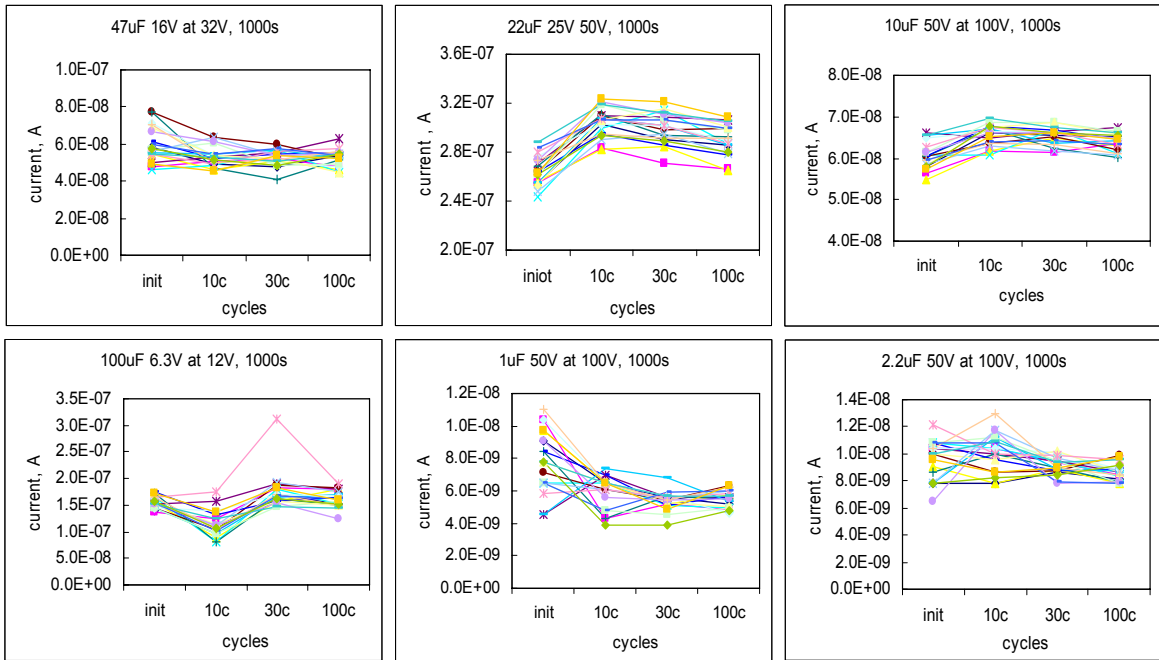 47uF 16V at 32V, 1000s
1.0E-07
8.0E-08
6.0E-08
4.0E-08
2.0E-08
0.0E+00
current, A
init 10c 30c 100c
cycles
22uF 25V 50V, 1000s
3.6E-07
3.2E-07
2.8E-07
2.4E-07
2.0E-07
current, A
iniot 10c 30c 100c
cycles
10uF 50V at 100V, 1000s
8.0E-08
7.0E-08
6.0E-08
5.0E-08
4.0E-08
current, A
init 10c 30c 100c
cycles
100uF 6.3V at 12V, 1000s
3.5E-07
3.0E-07
2.5E-07
2.0E-07
1.5E-07
1.0E-07
5.0E-08
0.0E+00
current, A
init 10c 30c 100c
cycles
1uF 50V at 100V, 1000s
1.2E-08
1.0E-08
8.0E-09
6.0E-09
4.0E-09
2.0E-09
0.0E+00
current, A
init 10c 30c 100c
cycles
2.2uF 50V at 100V, 1000s
1.4E-08
1.2E-08
1.0E-08
8.0E-09
6.0E-09
4.0E-09
2.0E-09
0.0E+00
current, A
init 10c 30c 100c
cycles